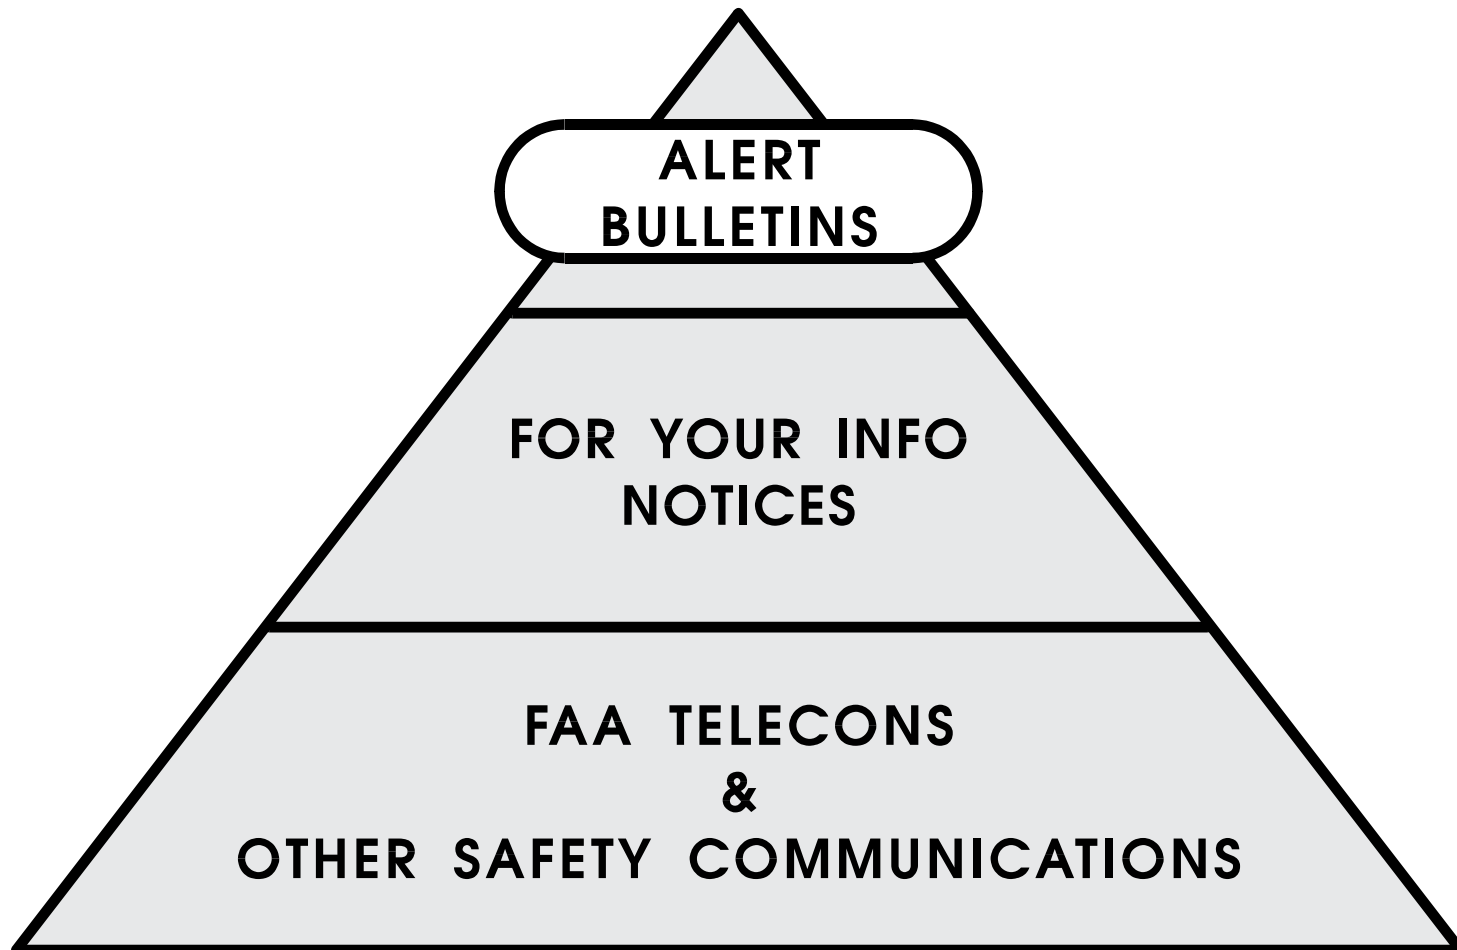 ALERT
BULLETINS
FOR YOUR INFO
NOTICES
FAA TELECONS
&
OTHER SAFETY COMMUNICATIONS